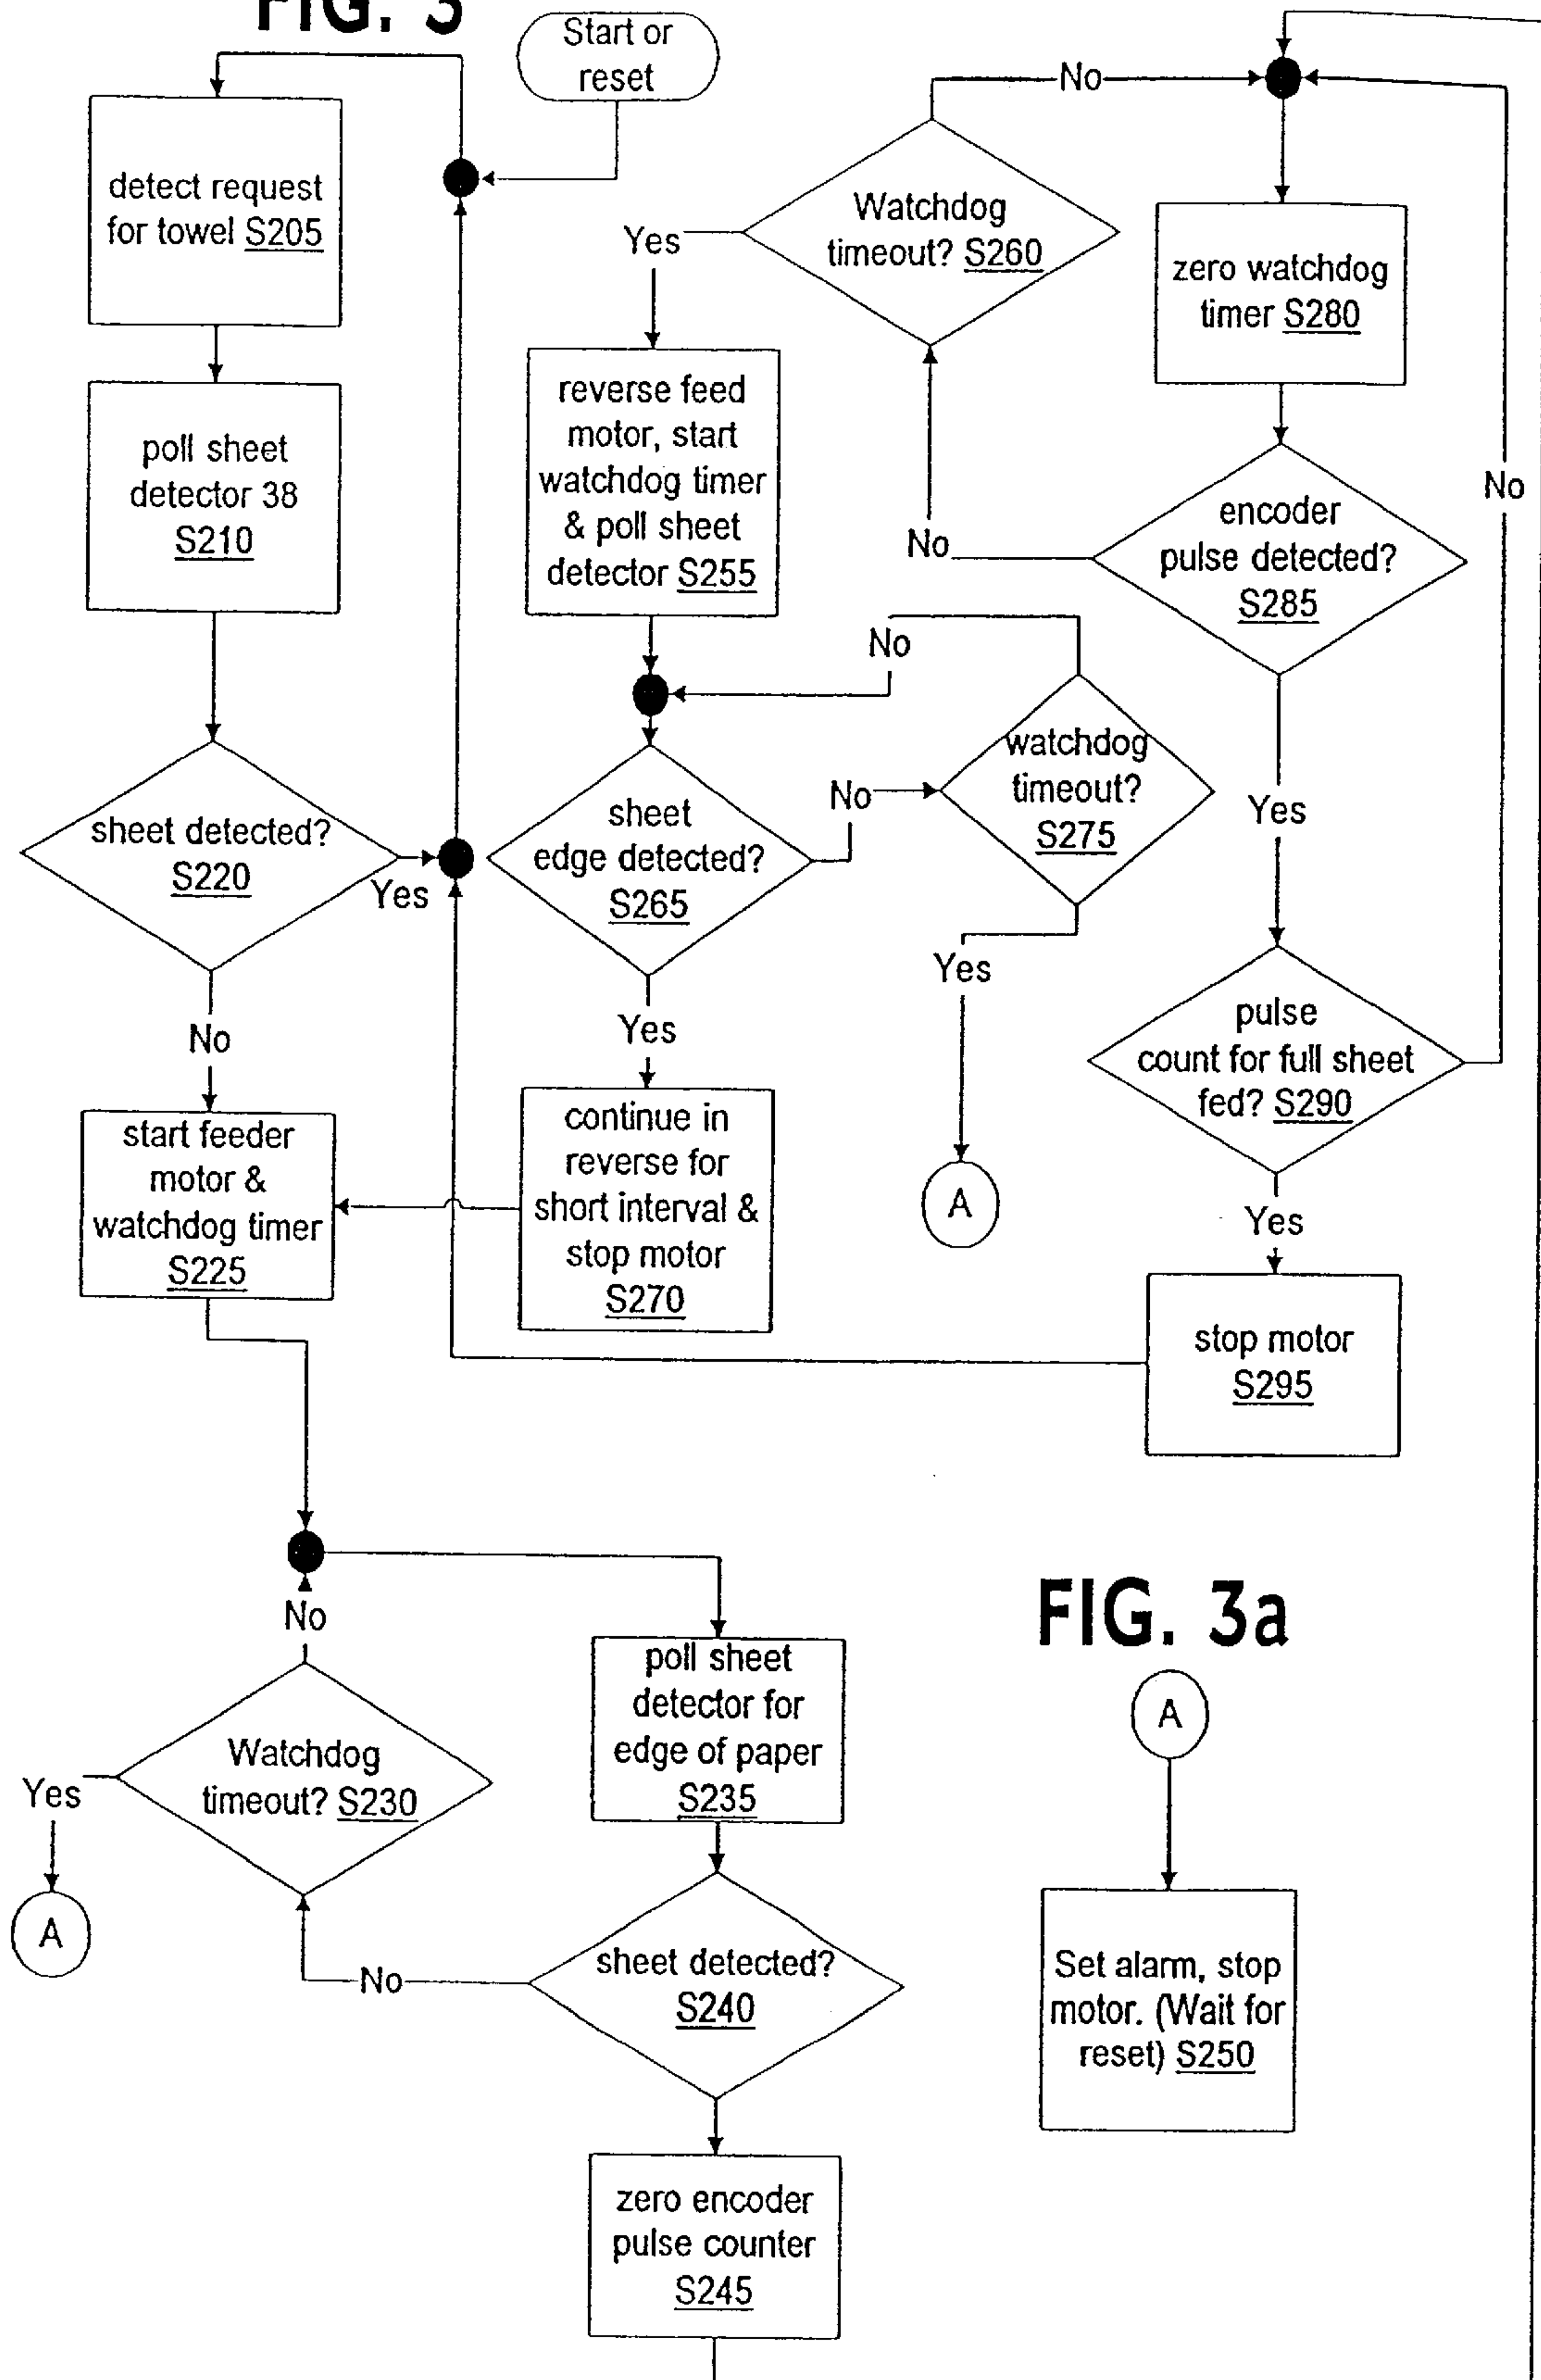 FIG. 3
Start or
reset
detect request
for towel S205
poll sheet
detector 38
S210
sheet detected?
S220
Yes
No
start feeder
motor &
watchdog timer
S225
Watchdog
timeout? S260
No
Yes
reverse feed
motor, start
watchdog timer
& poll sheet
detector S255
sheet
edge detected?
S265
No
Yes
continue in
reverse for
short interval &
stop motor
S270
watchdog
timeout?
S275
No
Yes
A
zero watchdog
timer S280
encoder
pulse detected?
S285
No
Yes
pulse
count for full sheet
fed? S290
No
Yes
stop motor
S295
No
Watchdog
timeout? S230
Yes
A
poll sheet
detector for
edge of paper
S235
sheet detected?
S240
No
zero encoder
pulse counter
S245
FIG. 3a
A
Set alarm, stop
motor. (Wait for
reset) S250